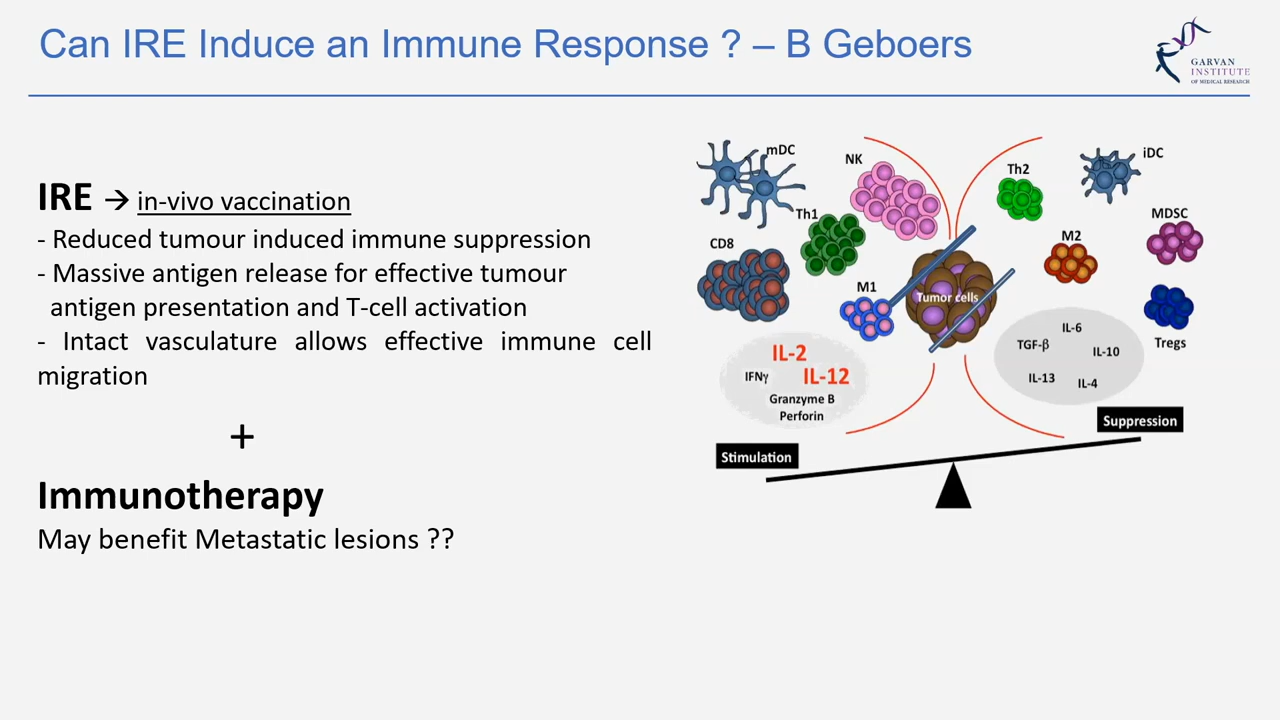 Can IRE Induce an Immune Response ? – B Geboers
GARVAN
INSTITUTE
OF MEDICAL RESEARCH
IRE → in-vivo vaccination
- Reduced tumour induced immune suppression
- Massive antigen release for effective tumour
antigen presentation and T-cell activation
- Intact vasculature allows effective immune cell
migration
+
Immunotherapy
May benefit Metastatic lesions ??
mDC
NK
Th1
CD8
M1
Tumor cells
IL-2
IFNγ
IL-12
Granzyme B
Perforin
Stimulation
Th2
iDC
MDSC
M2
Tregs
IL-6
TGF-β
IL-10
IL-13
IL-4
Suppression